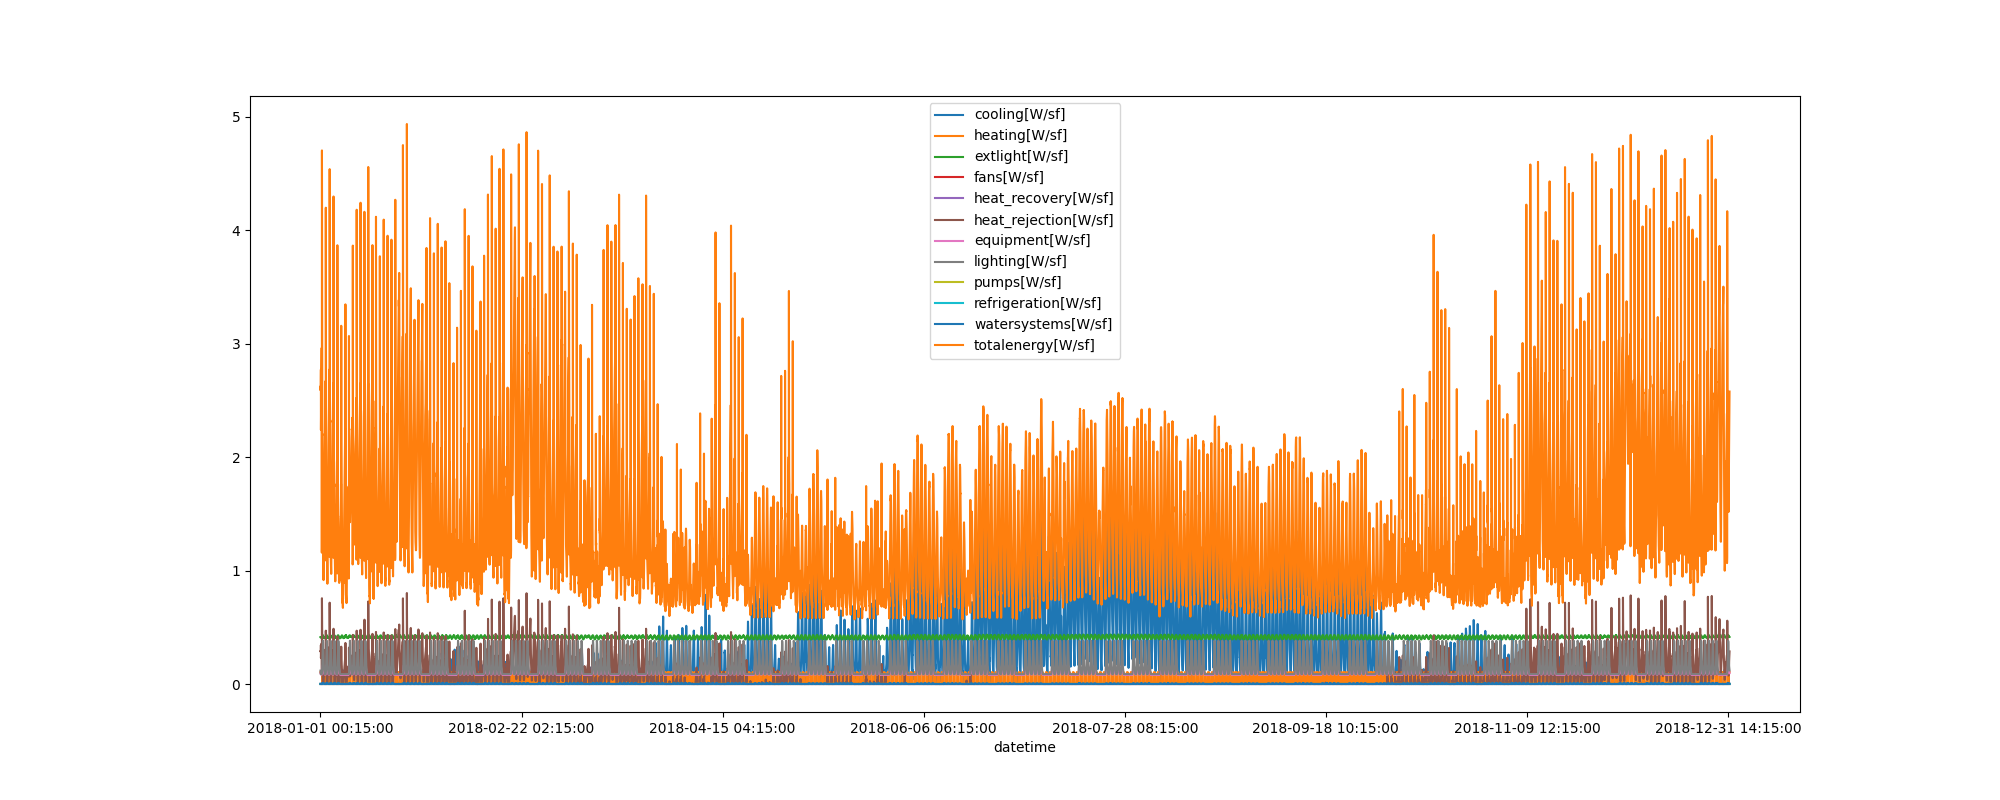 5
4
3
2
1
0
cooling[W/sf]
heating[W/sf]
extlight[W/sf]
fans[W/sf]
heat_recovery[W/sf]
heat_rejection[W/sf]
equipment[W/sf]
lighting[W/sf]
pumps[W/sf]
refrigeration[W/sf]
watersystems[W/sf]
totalenergy[W/sf]
2018-01-01 00:15:00 2018-02-22 02:15:00 2018-04-15 04:15:00 2018-06-06 06:15:00 2018-07-28 08:15:00 2018-09-18 10:15:00 2018-11-09 12:15:00 2018-12-31 14:15:00
datetime